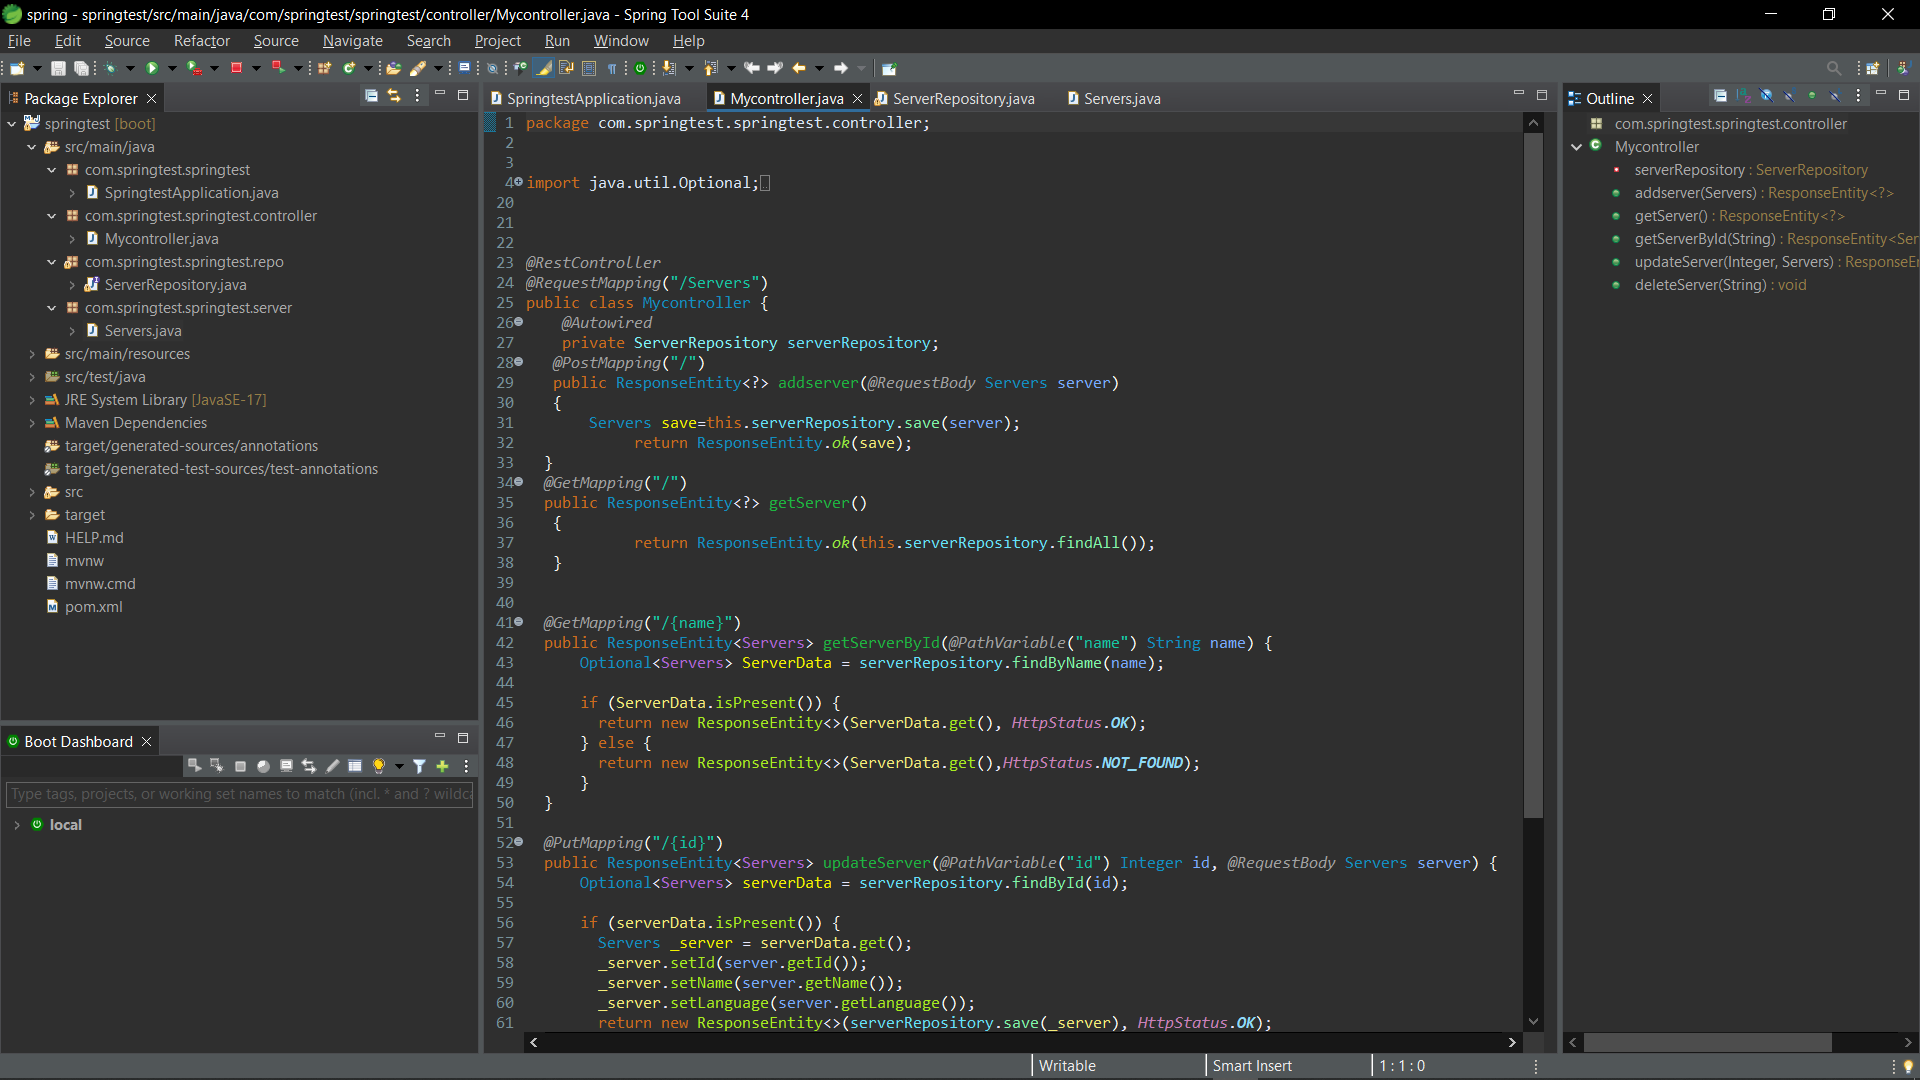 spring - springtest/src/main/java/com/springtest/springtest/controller/Mycontroller.java - Spring Tool Suite 4
File Edit Source Refactor Source Navigate Search Project Run Window Help
Package Explorer
springtest [boot]
src/main/java
com.springtest.springtest
SpringtestApplication.java
com.springtest.springtest.controller
Mycontroller.java
com.springtest.springtest.repo
ServerRepository.java
com.springtest.springtest.server
Servers.java
src/main/resources
src/test/java
JRE System Library [JavaSE-17]
Maven Dependencies
target/generated-sources/annotations
target/generated-test-sources/test-annotations
src
target
HELP.md
mvnw
mvnw.cmd
pom.xml
Boot Dashboard
Type tags, projects, or working set names to match (incl. * and ? wildca
local
SpringtestApplication.java Mycontroller.java ServerRepository.java Servers.java
1 package com.springtest.springtest.controller;
2
3
4 import java.util.Optional;
20
21
22
23 @RestController
24 @RequestMapping("/Servers")
25 public class Mycontroller {
26 @Autowired
27 private ServerRepository serverRepository;
28 @PostMapping("/")
29 public ResponseEntity<?> addserver(@RequestBody Servers server)
30 {
31 Servers save=this.serverRepository.save(server);
32 return ResponseEntity.ok(save);
33 }
34 @GetMapping("/")
35 public ResponseEntity<?> getServer()
36 {
37 return ResponseEntity.ok(this.serverRepository.findAll());
38 }
39
40
41 @GetMapping("/{name}")
42 public ResponseEntity<Servers> getServerById(@PathVariable("name") String name) {
43 Optional<Servers> ServerData = serverRepository.findByName(name);
44
45 if (ServerData.isPresent()) {
46 return new ResponseEntity<>(ServerData.get(), HttpStatus.OK);
47 } else {
48 return new ResponseEntity<>(ServerData.get(),HttpStatus.NOT_FOUND);
49 }
50 }
51
52 @PutMapping("/{id}")
53 public ResponseEntity<Servers> updateServer(@PathVariable("id") Integer id, @RequestBody Servers server) {
54 Optional<Servers> serverData = serverRepository.findById(id);
55
56 if (serverData.isPresent()) {
57 Servers _server = serverData.get();
58 _server.setId(server.getId());
59 _server.setName(server.getName());
60 _server.setLanguage(server.getLanguage());
61 return new ResponseEntity<>(serverRepository.save(_server), HttpStatus.OK);
Outline
com.springtest.springtest.controller
Mycontroller
serverRepository : ServerRepository
addserver(Servers) : ResponseEntity<?>
getServer() : ResponseEntity<?>
getServerById(String) : ResponseEntity<Ser
updateServer(Integer, Servers) : ResponseEn
deleteServer(String) : void
Writable Smart Insert 1 : 1 : 0